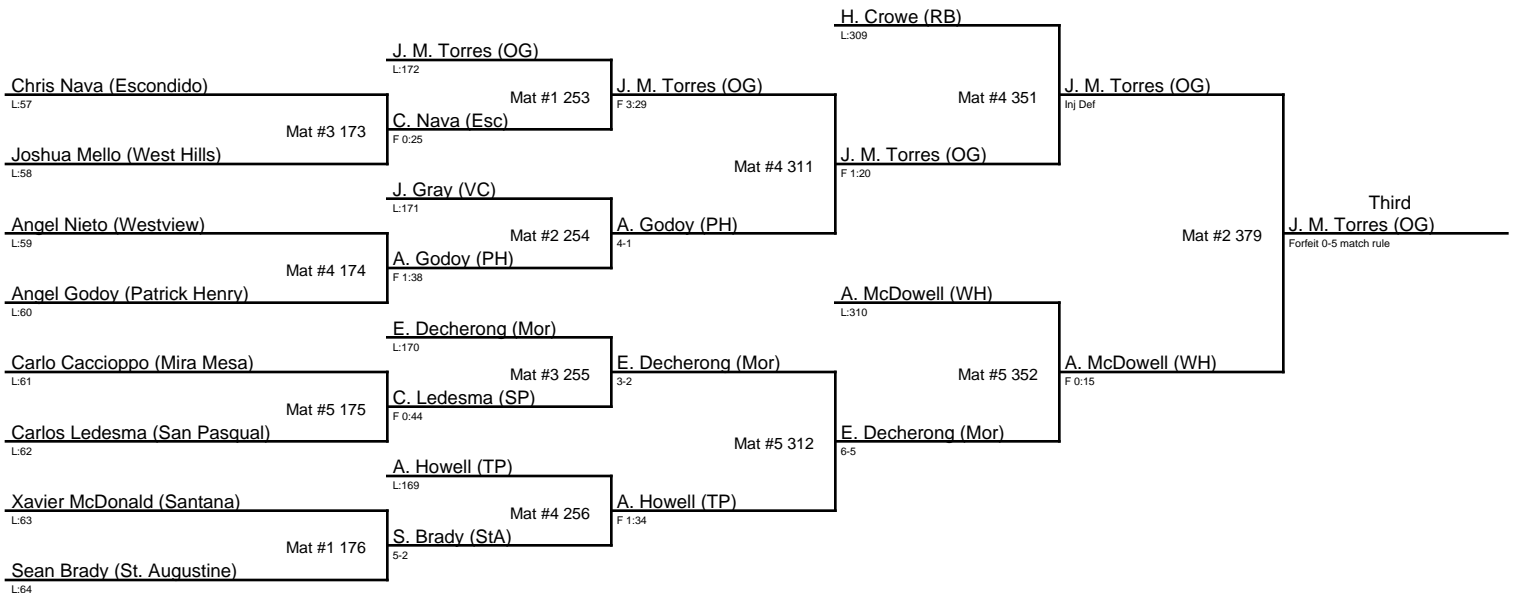 H. Crowe (RB)
L:309
J. M. Torres (OG)
L:172
Chris Nava (Escondido)
L:57
J. M. Torres (OG)
F 3:29
J. M. Torres (OG)
Inj Def
Mat #1 253
Mat #4 351
C. Nava (Esc)
F 0:25
Mat #3 173
Joshua Mello (West Hills)
L:58
J. M. Torres (OG)
F 1:20
Mat #4 311
J. Gray (VC)
L:171
Third
Angel Nieto (Westview)
L:59
A. Godoy (PH)
4-1
J. M. Torres (OG)
Forfeit 0-5 match rule
Mat #2 254
Mat #2 379
A. Godoy (PH)
F 1:38
Mat #4 174
Angel Godoy (Patrick Henry)
L:60
A. McDowell (WH)
L:310
E. Decherong (Mor)
L:170
Carlo Caccioppo (Mira Mesa)
L:61
E. Decherong (Mor)
3-2
A. McDowell (WH)
F 0:15
Mat #3 255
Mat #5 352
C. Ledesma (SP)
F 0:44
Mat #5 175
Carlos Ledesma (San Pasqual)
L:62
E. Decherong (Mor)
6-5
Mat #5 312
A. Howell (TP)
L:169
Xavier McDonald (Santana)
L:63
A. Howell (TP)
F 1:34
Mat #4 256
S. Brady (StA)
5-2
Mat #1 176
Sean Brady (St. Augustine)
L:64